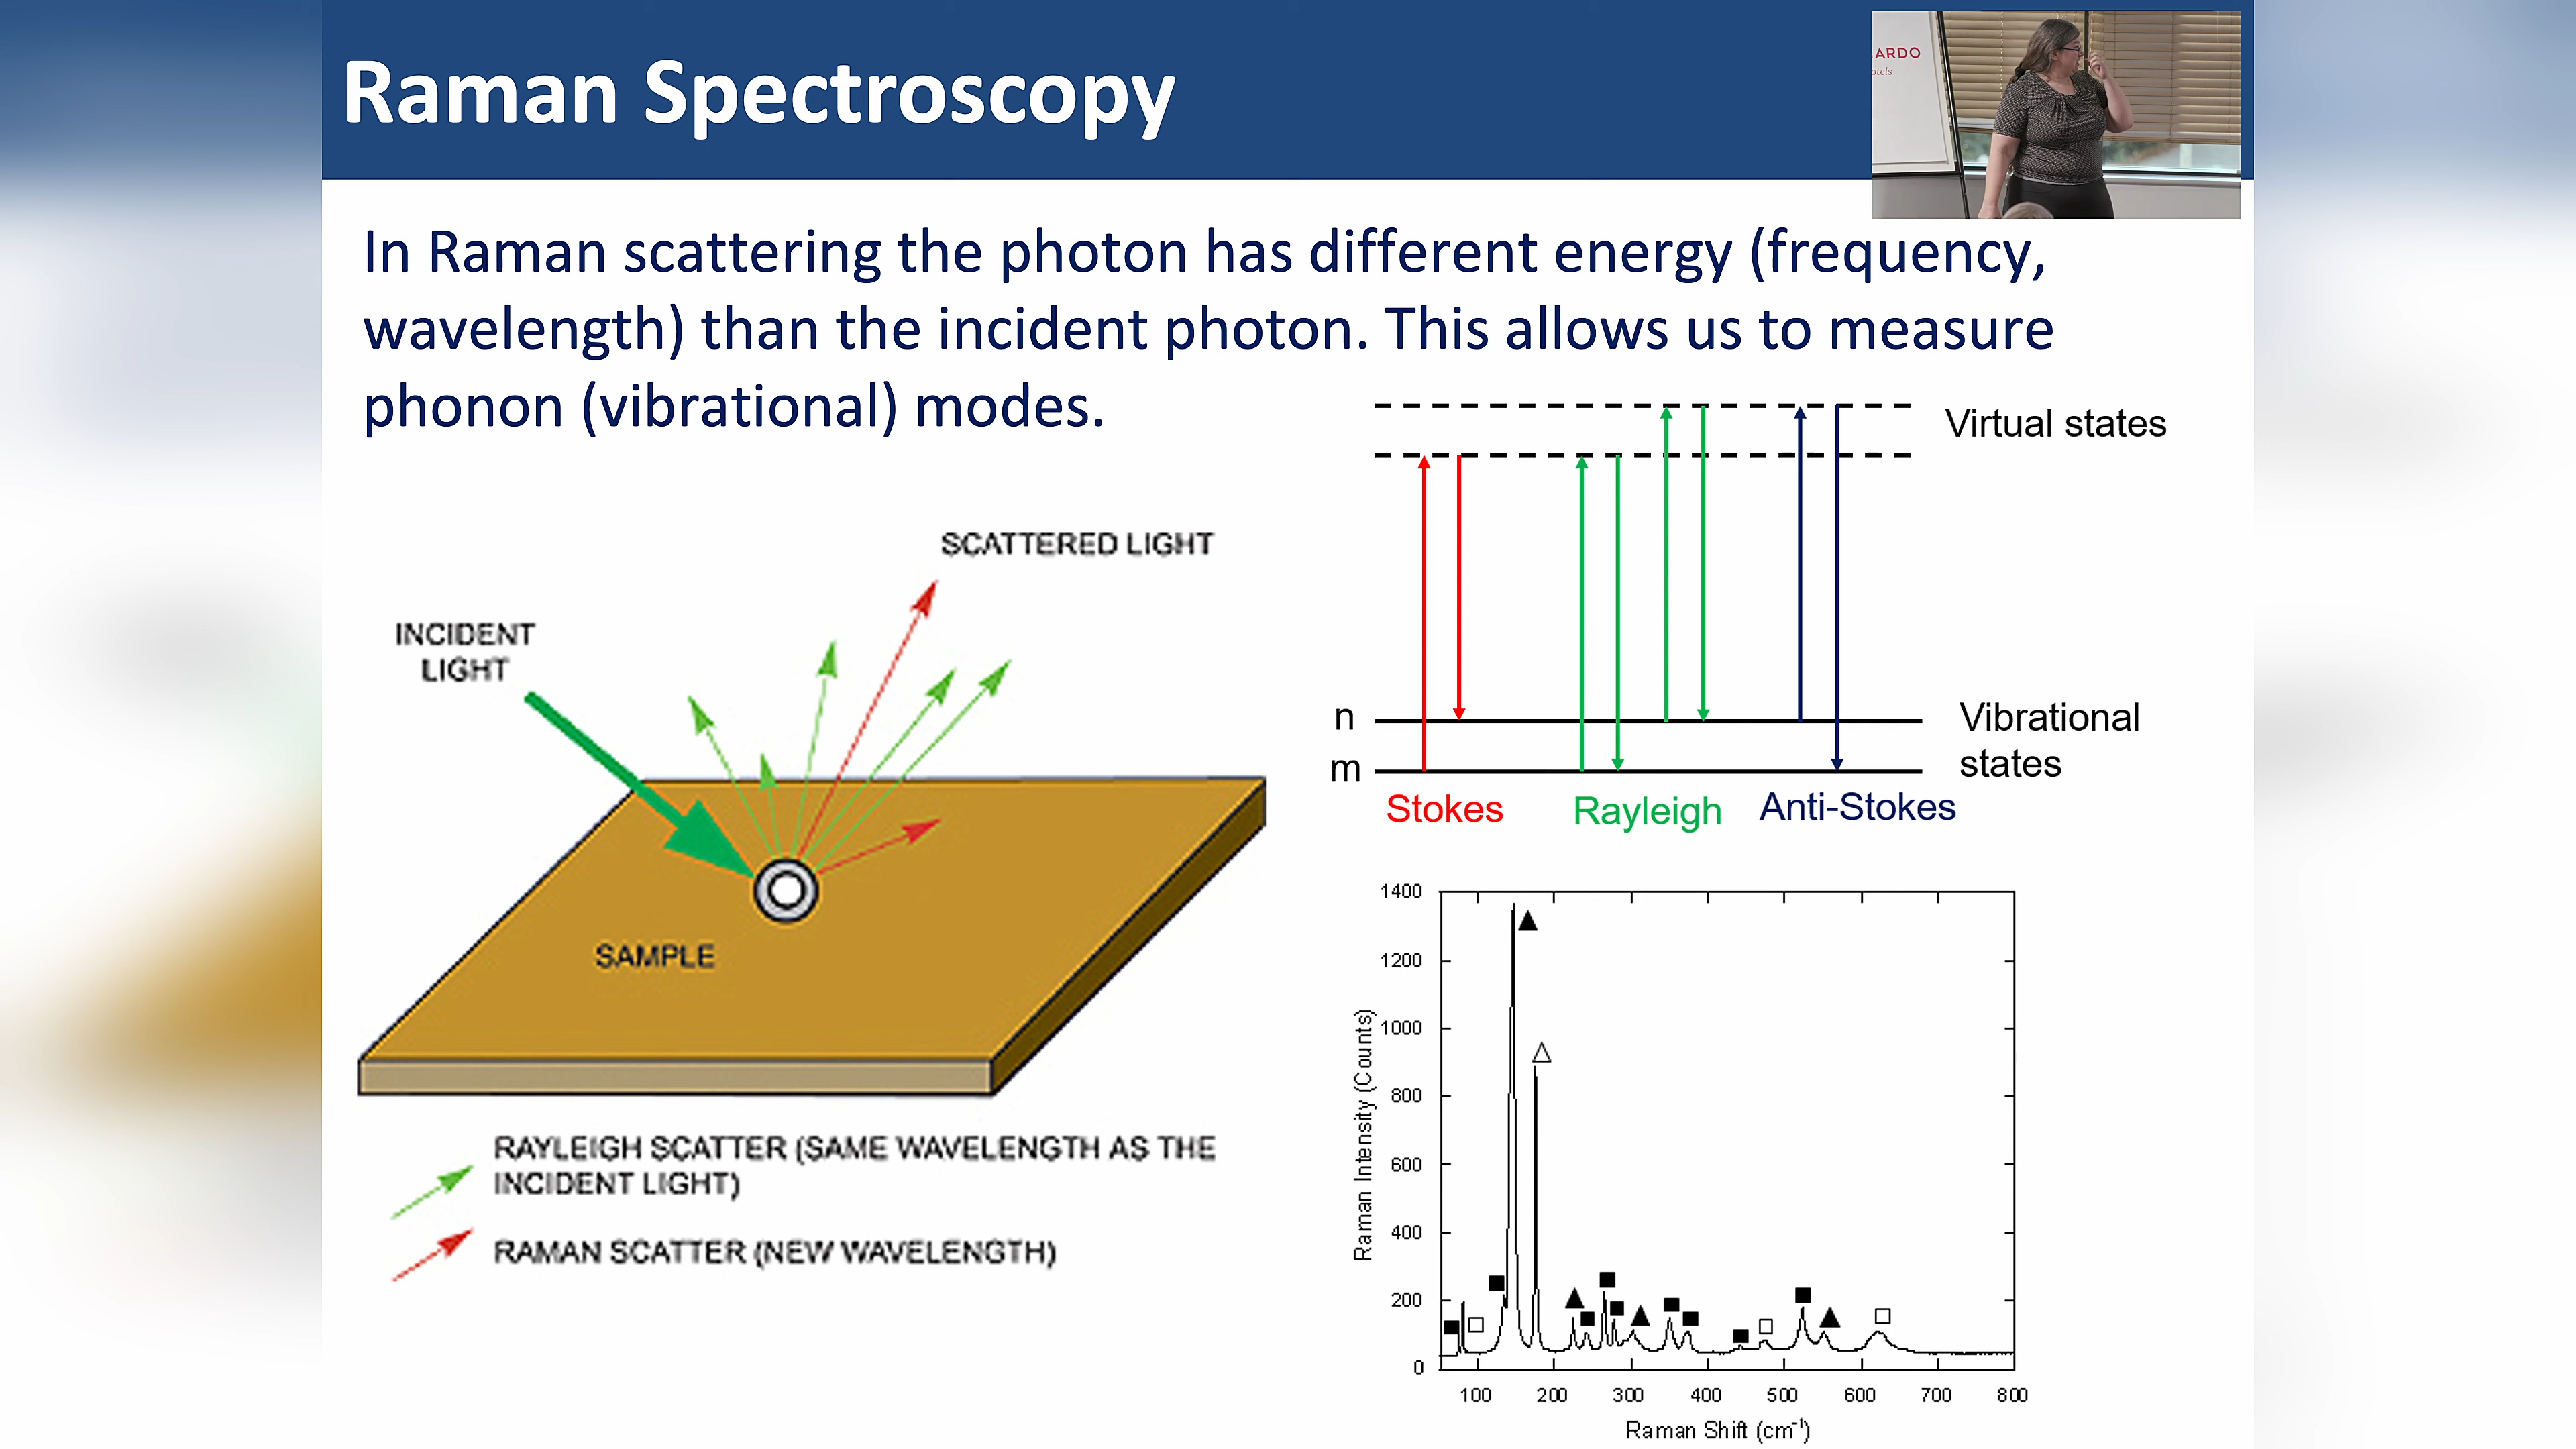 Raman Spectroscopy
ARDO
otels
In Raman scattering the photon has different energy (frequency,
wavelength) than the incident photon. This allows us to measure
phonon (vibrational) modes.
Virtual states
n
Vibrational
states
m
Stokes
Rayleigh
Anti-Stokes
SCATTERED LIGHT
INCIDENT
LIGHT
SAMPLE
RAYLEIGH SCATTER (SAME WAVELENGTH AS THE
INCIDENT LIGHT)
RAMAN SCATTER (NEW WAVELENGTH)
Raman Intensity (Counts)
1400
1200
1000
800
600
400
200
0
100 200 300 400 500 600 700 800
Raman Shift (cm⁻¹)